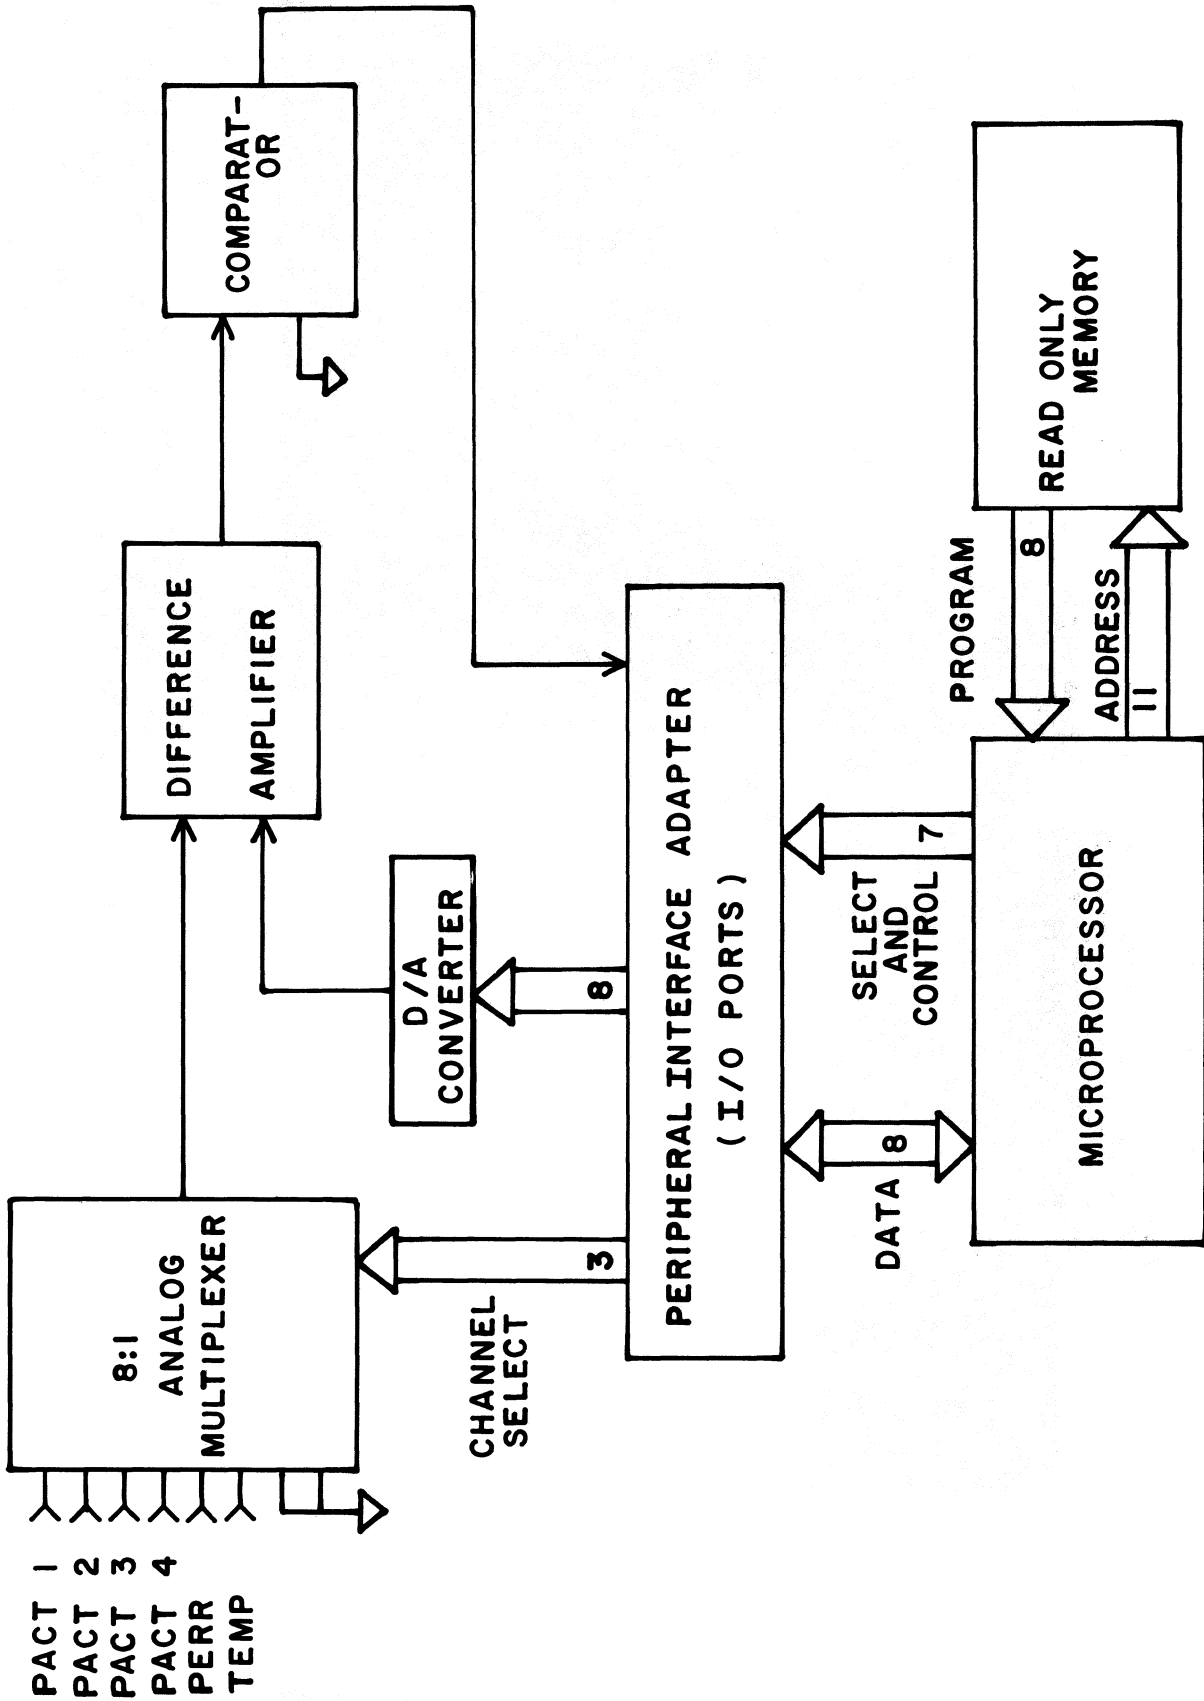 PACT 1
PACT 2
PACT 3
PACT 4
PERR
TEMP
8:1
ANALOG
MULTIPLEXER
DIFFERENCE
AMPLIFIER
COMPARAT-
OR
D/A
CONVERTER
CHANNEL
SELECT
3
8
PERIPHERAL INTERFACE ADAPTER
(I/O PORTS)
DATA
8
SELECT
AND
CONTROL
7
PROGRAM
8
ADDRESS
11
MICROPROCESSOR
READ ONLY
MEMORY